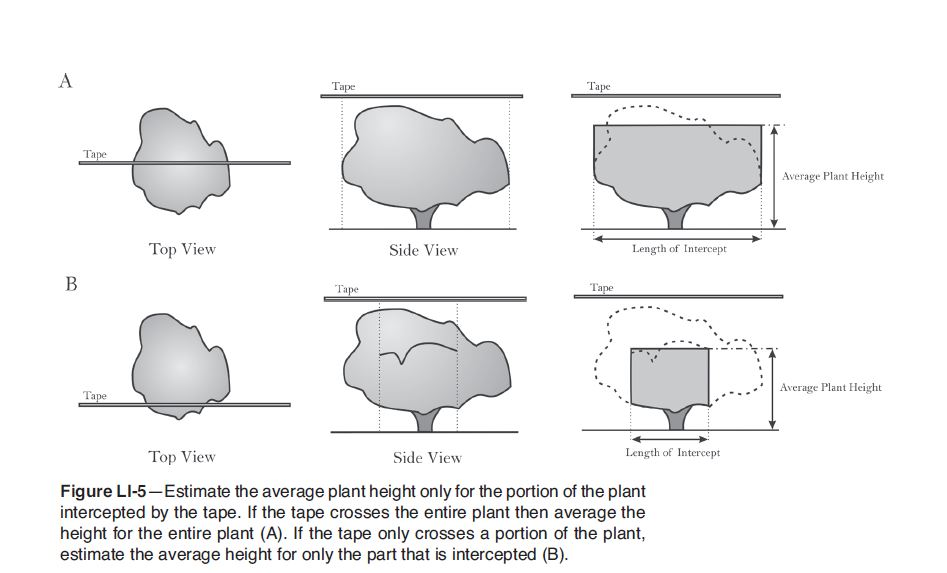 A
Tape
Top View
Tape
Side View
Tape
Average Plant Height
Length of Intercept
B
Tape
Top View
Tape
Side View
Tape
Average Plant Height
Length of Intercept
Figure LI-5—Estimate the average plant height only for the portion of the plant
intercepted by the tape. If the tape crosses the entire plant then average the
height for the entire plant (A). If the tape only crosses a portion of the plant,
estimate the average height for only the part that is intercepted (B).